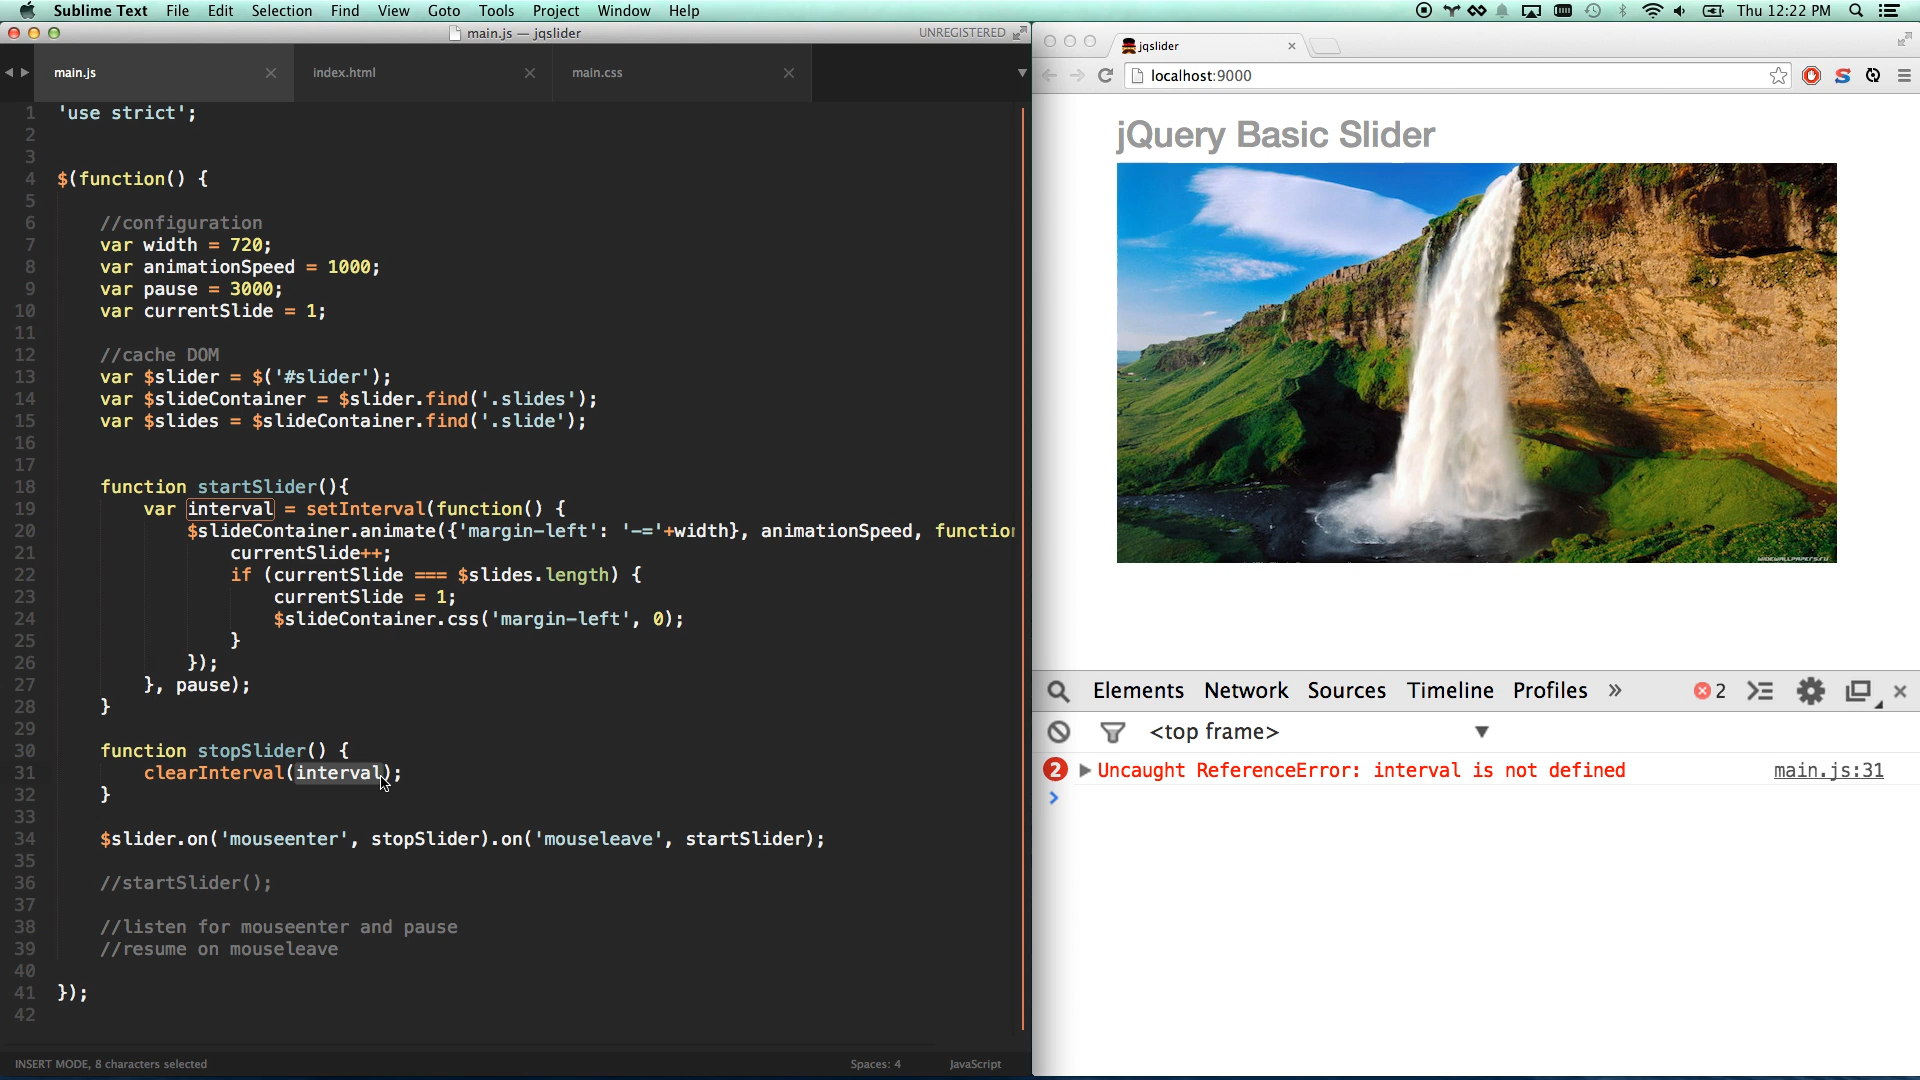 Sublime Text File Edit Selection Find View Goto Tools Project Window Help
Thu 12:22 PM
main.js — jqslider
UNREGISTERED
main.js
index.html
main.css
1 'use strict';
2
3
4 $(function() {
5
6 //configuration
7 var width = 720;
8 var animationSpeed = 1000;
9 var pause = 3000;
10 var currentSlide = 1;
11
12 //cache DOM
13 var $slider = $('#slider');
14 var $slideContainer = $slider.find('.slides');
15 var $slides = $slideContainer.find('.slide');
16
17
18 function startSlider(){
19 var interval = setInterval(function() {
20 $slideContainer.animate({'margin-left': '-='+width}, animationSpeed, function
21 currentSlide++;
22 if (currentSlide === $slides.length) {
23 currentSlide = 1;
24 $slideContainer.css('margin-left', 0);
25 }
26 });
27 }, pause);
28 }
29
30 function stopSlider() {
31 clearInterval(interval);
32 }
33
34 $slider.on('mouseenter', stopSlider).on('mouseleave', startSlider);
35
36 //startSlider();
37
38 //listen for mouseenter and pause
39 //resume on mouseleave
40
41 });
42
INSERT MODE, 8 characters selected
Spaces: 4
JavaScript
jqslider
localhost:9000
jQuery Basic Slider
Elements Network Sources Timeline Profiles » 2
<top frame>
2 Uncaught ReferenceError: interval is not defined main.js:31